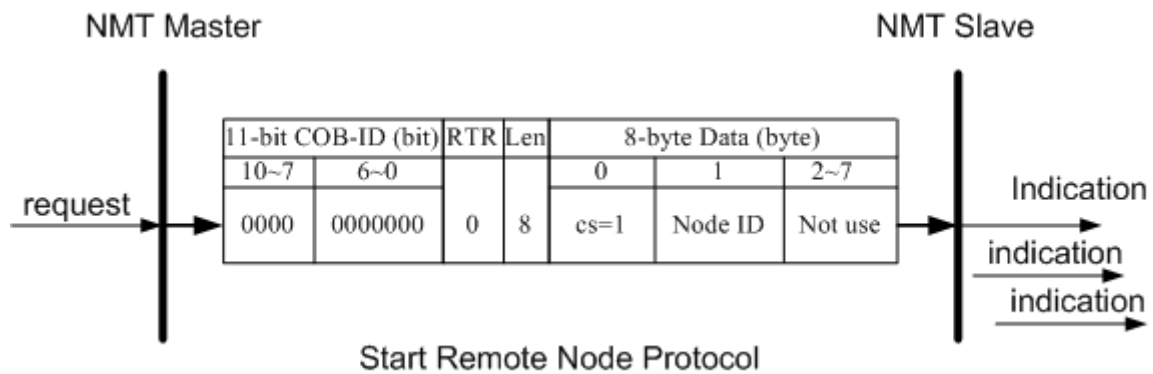 NMT Master NMT Slave
11-bit COB-ID (bit) RTR Len 8-byte Data (byte)
10~7 6~0 0 1 2~7
request 0000 0000000 0 8 cs=1 Node ID Not use Indication
indication
indication
Start Remote Node Protocol